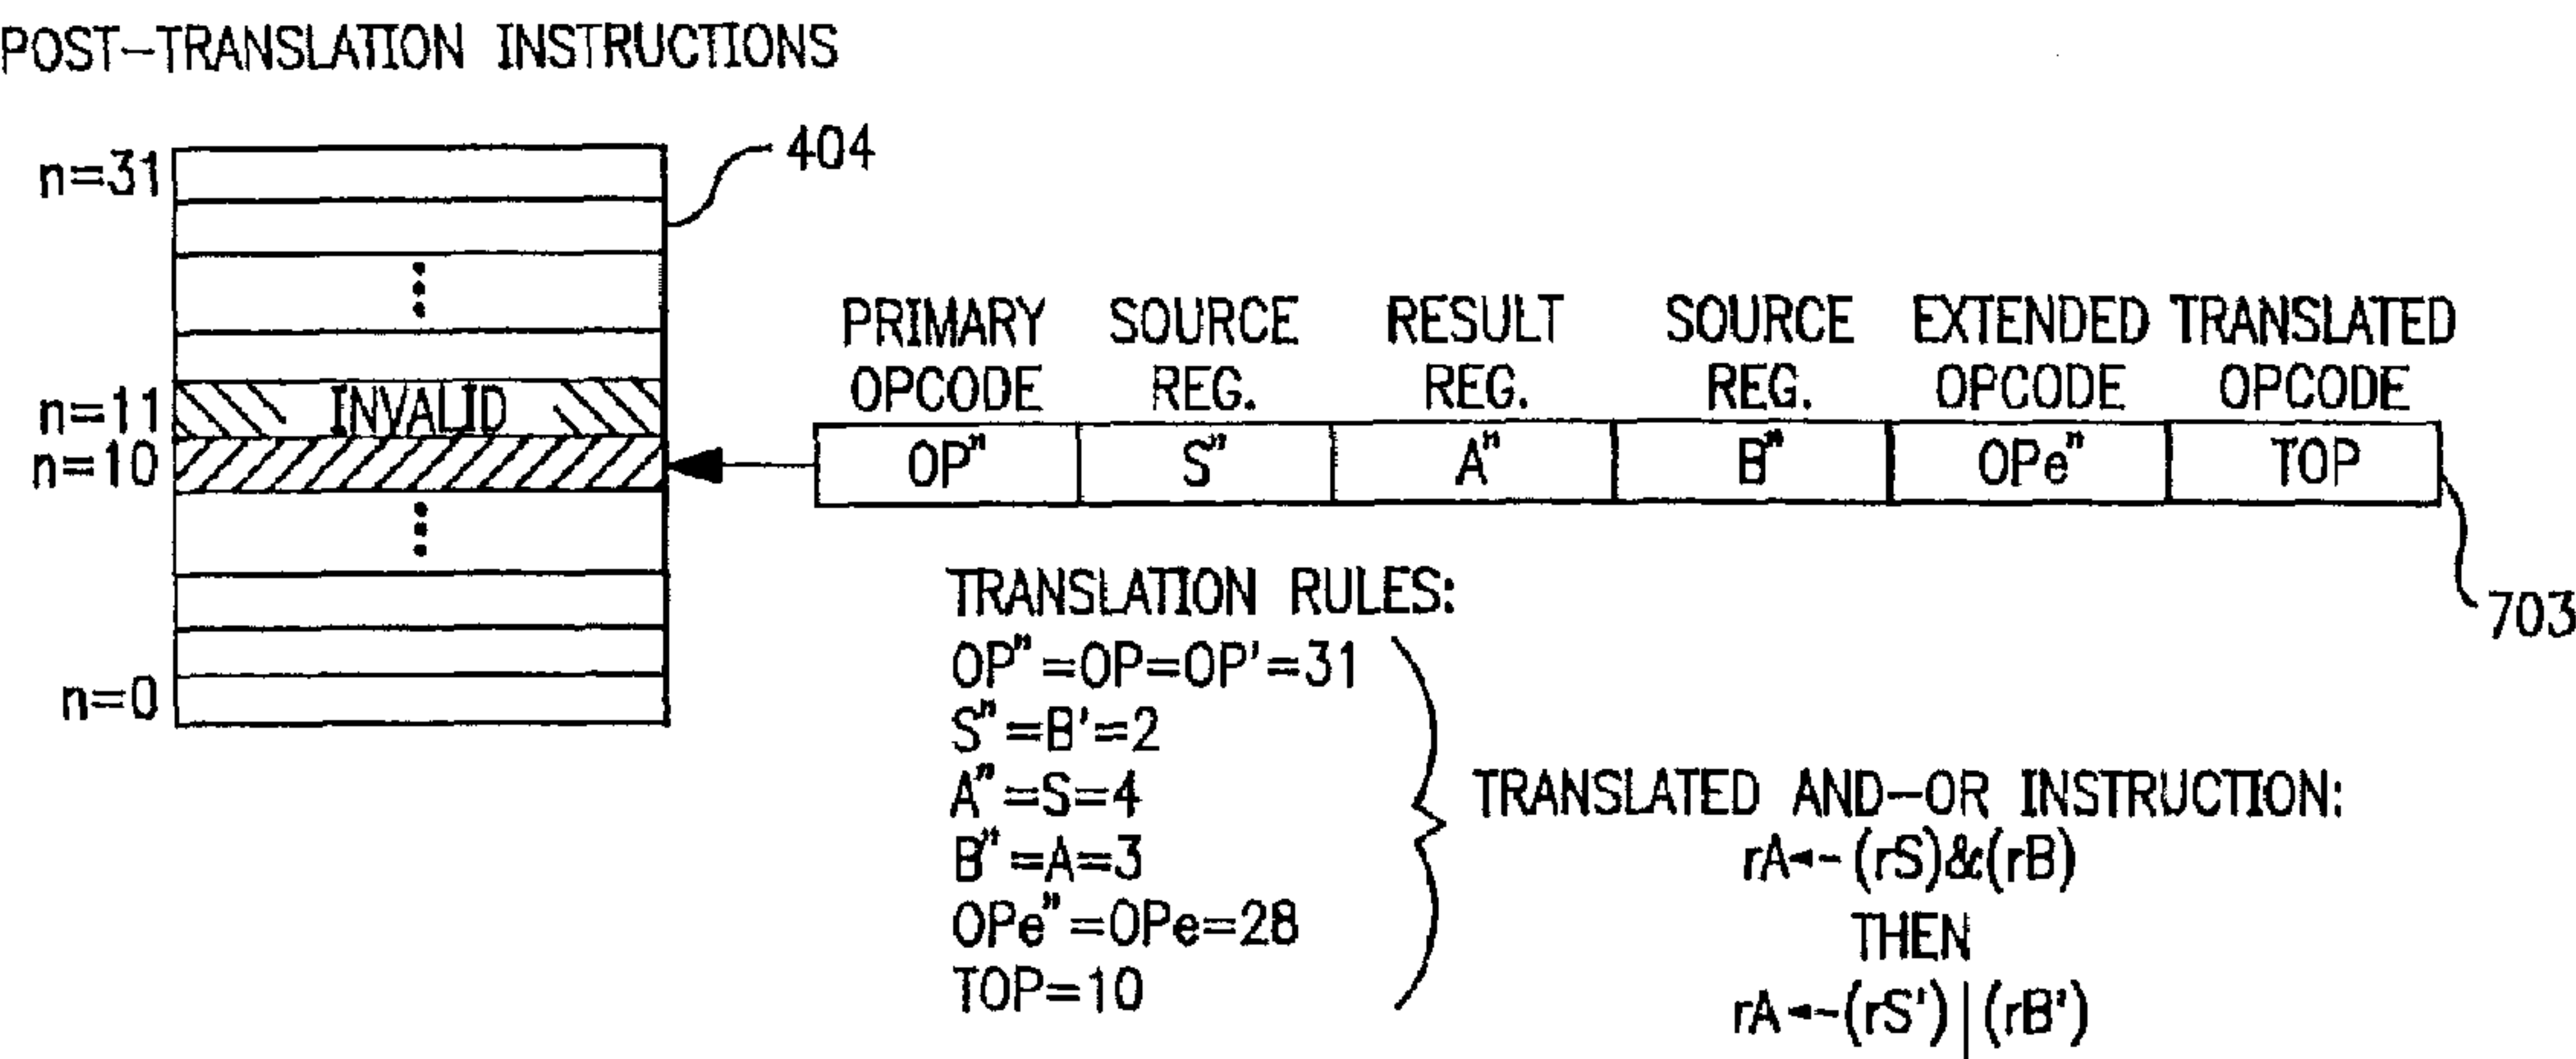 POST-TRANSLATION INSTRUCTIONS
404
n=31
PRIMARY OPCODE
SOURCE REG.
RESULT REG.
SOURCE REG.
EXTENDED OPCODE
TRANSLATED OPCODE
n=11
INVALID
n=10
OP"
S"
A"
B"
OPe"
TOP
703
n=0
TRANSLATION RULES:
OP"=OP=OP'=31
S"=B'=2
A"=S=4
B"=A=3
OPe"=OPe=28
TOP=10
TRANSLATED AND-OR INSTRUCTION:
rA◄-(rS)&(rB)
THEN
rA◄-(rS')|(rB')